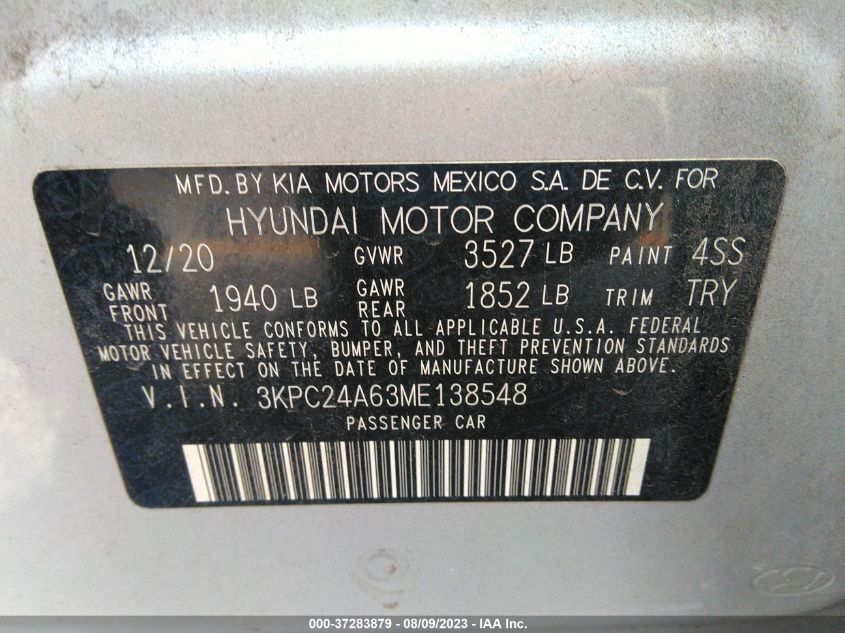 MFD. BY KIA MOTORS MEXICO S.A. DE C.V. FOR
HYUNDAI MOTOR COMPANY
12/20 GVWR 3527 LB PAINT 4SS
GAWR FRONT 1940 LB GAWR REAR 1852 LB TRIM TRY
THIS VEHICLE CONFORMS TO ALL APPLICABLE U.S.A. FEDERAL
MOTOR VEHICLE SAFETY, BUMPER, AND THEFT PREVENTION STANDARDS
IN EFFECT ON THE DATE OF MANUFACTURE SHOWN ABOVE.
V.I.N. 3KPC24A63ME138548
PASSENGER CAR
000-37283879 - 08/09/2023 - IAA Inc.